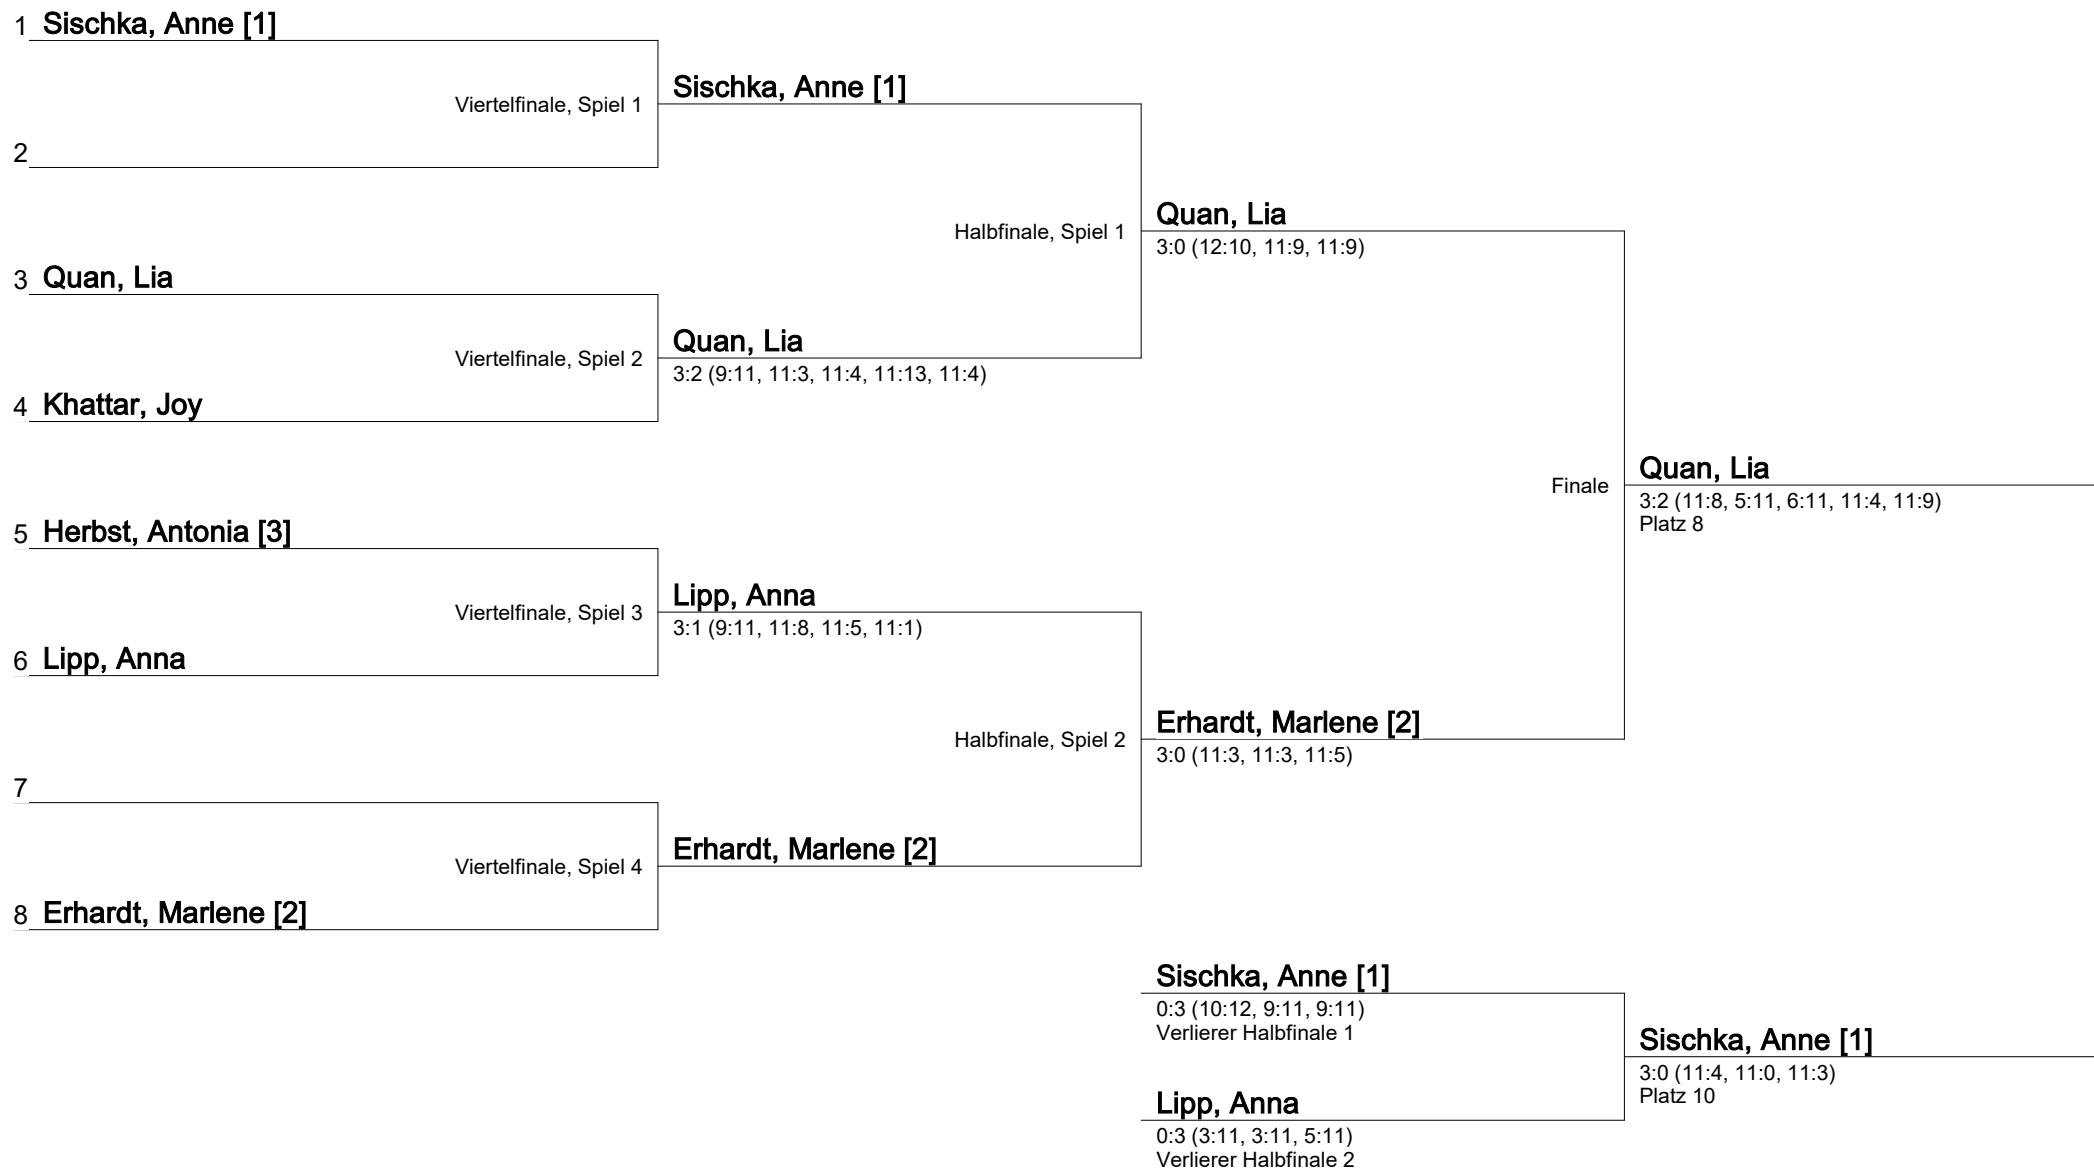 1 Sischka, Anne [1]
Viertelfinale, Spiel 1
Sischka, Anne [1]
2
Halbfinale, Spiel 1
Quan, Lia
3:0 (12:10, 11:9, 11:9)
3 Quan, Lia
Viertelfinale, Spiel 2
Quan, Lia
3:2 (9:11, 11:3, 11:4, 11:13, 11:4)
4 Khattar, Joy
Finale
Quan, Lia
3:2 (11:8, 5:11, 6:11, 11:4, 11:9)
Platz 8
5 Herbst, Antonia [3]
Viertelfinale, Spiel 3
Lipp, Anna
3:1 (9:11, 11:8, 11:5, 11:1)
6 Lipp, Anna
Halbfinale, Spiel 2
Erhardt, Marlene [2]
3:0 (11:3, 11:3, 11:5)
7
Viertelfinale, Spiel 4
Erhardt, Marlene [2]
8 Erhardt, Marlene [2]
Sischka, Anne [1]
0:3 (10:12, 9:11, 9:11)
Verlierer Halbfinale 1
Sischka, Anne [1]
3:0 (11:4, 11:0, 11:3)
Platz 10
Lipp, Anna
0:3 (3:11, 3:11, 5:11)
Verlierer Halbfinale 2